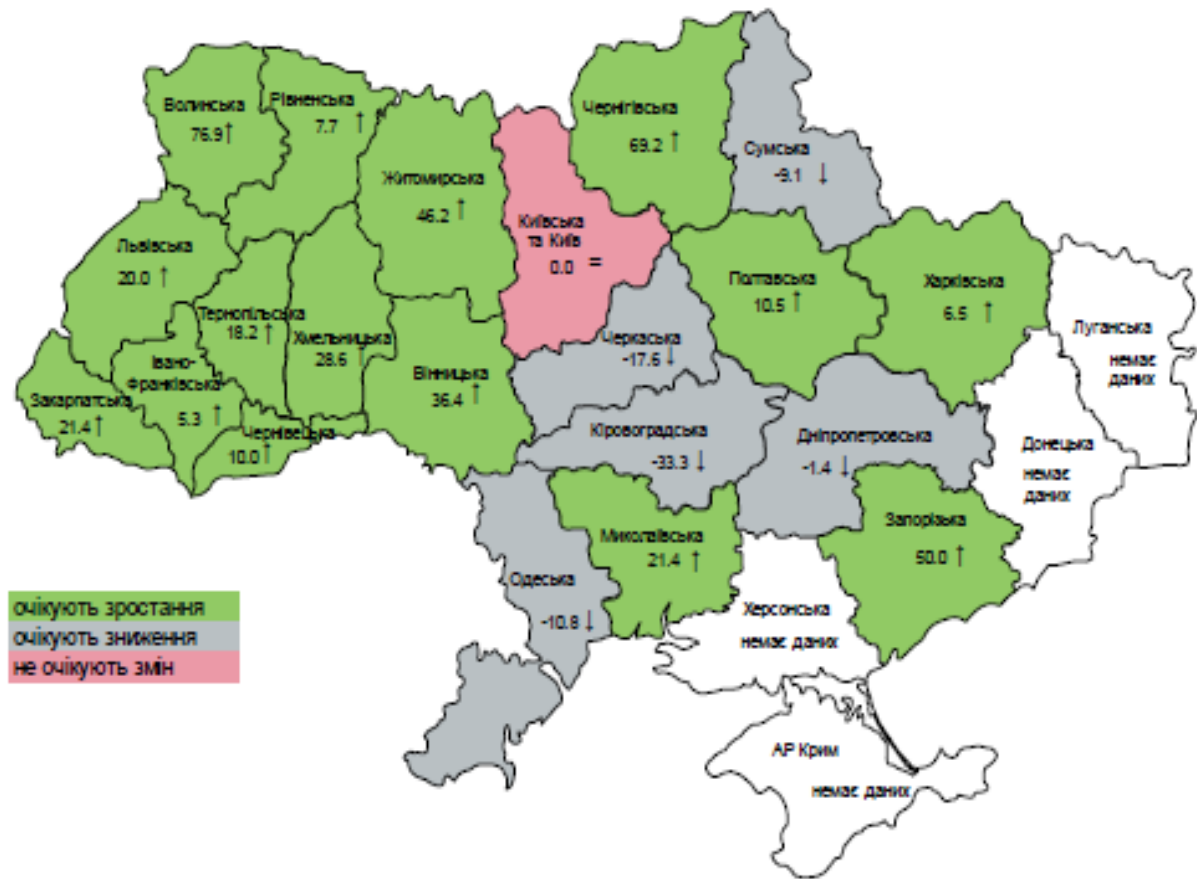 Волинська
76.9 ↑
Рівненська
7.7 ↑
Житомирська
46.2 ↑
Київська
та Київ
0.0 =
Чернігівська
69.2 ↑
Сумська
-9.1 ↓
Львівська
20.0 ↑
Тернопільська
18.2 ↑
Хмельницька
28.6 ↑
Вінницька
36.4 ↑
Черкаська
-17.6 ↓
Полтавська
10.5 ↑
Харківська
6.5 ↑
Луганська
немає
даних
Закарпатська
21.4 ↑
Івано-
Франківська
5.3 ↑
Чернівецька
10.0 ↑
Кіровоградська
-33.3 ↓
Дніпропетровська
-1.4 ↓
Донецька
немає
даних
Одеська
-10.8 ↓
Миколаївська
21.4 ↑
Запорізька
50.0 ↑
Херсонська
немає даних
АР Крим
немає даних
очікують зростання
очікують зниження
не очікують змін